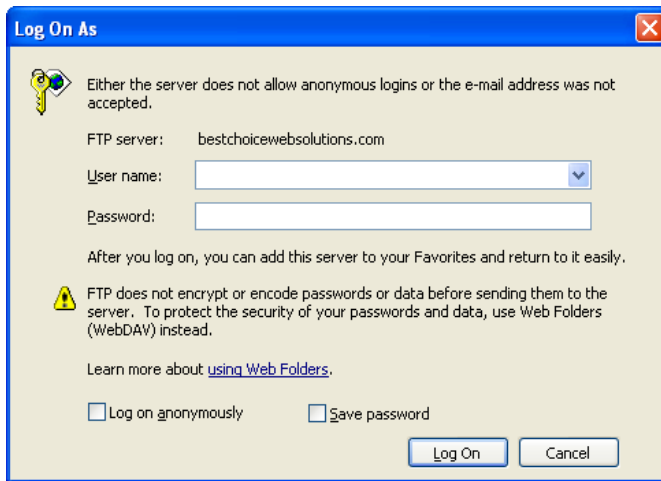 Log On As
Either the server does not allow anonymous logins or the e-mail address was not
accepted.
FTP server: bestchoicewebsolutions.com
User name:
Password:
After you log on, you can add this server to your Favorites and return to it easily.
FTP does not encrypt or encode passwords or data before sending them to the
server. To protect the security of your passwords and data, use Web Folders
(WebDAV) instead.
Learn more about using Web Folders.
Log on anonymously Save password
Log On Cancel